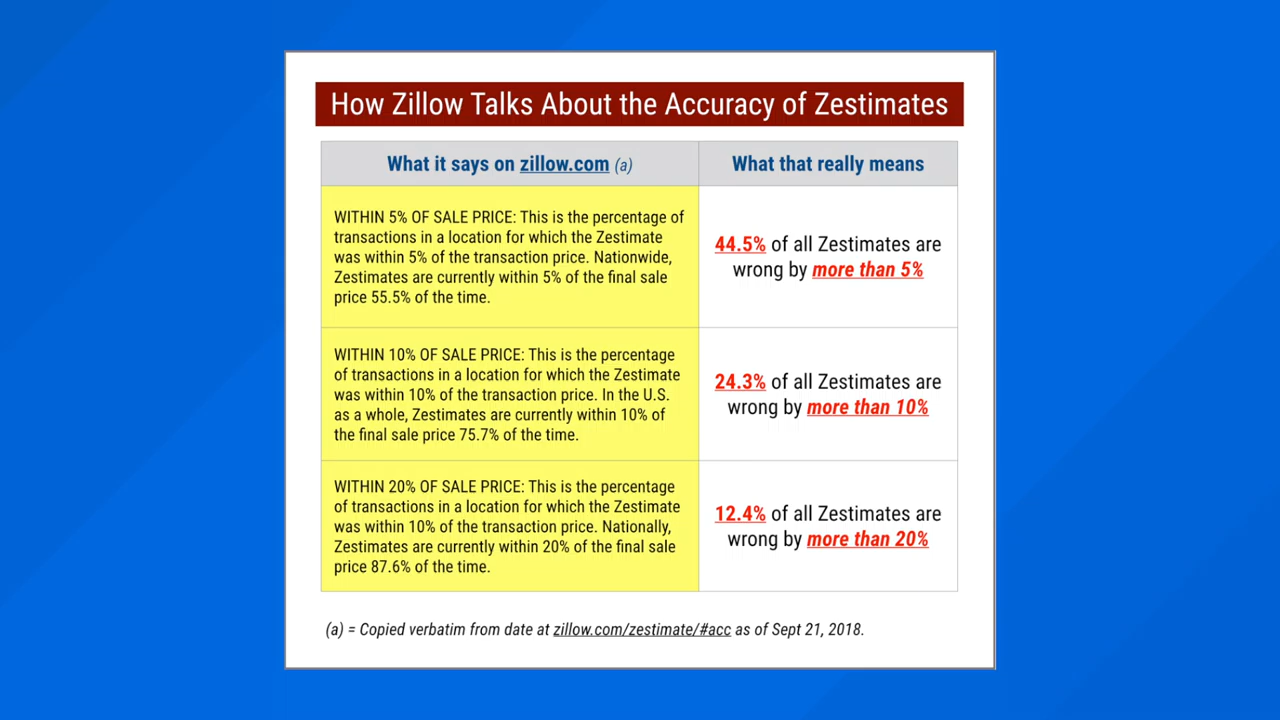 How Zillow Talks About the Accuracy of Zestimates
What it says on zillow.com (a)
What that really means
WITHIN 5% OF SALE PRICE: This is the percentage of
transactions in a location for which the Zestimate
was within 5% of the transaction price. Nationwide,
Zestimates are currently within 5% of the final sale
price 55.5% of the time.
44.5% of all Zestimates are
wrong by more than 5%
WITHIN 10% OF SALE PRICE: This is the percentage
of transactions in a location for which the Zestimate
was within 10% of the transaction price. In the U.S.
as a whole, Zestimates are currently within 10% of
the final sale price 75.7% of the time.
24.3% of all Zestimates are
wrong by more than 10%
WITHIN 20% OF SALE PRICE: This is the percentage
of transactions in a location for which the Zestimate
was within 10% of the transaction price. Nationally,
Zestimates are currently within 20% of the final sale
price 87.6% of the time.
12.4% of all Zestimates are
wrong by more than 20%
(a) = Copied verbatim from date at zillow.com/zestimate/#acc as of Sept 21, 2018.